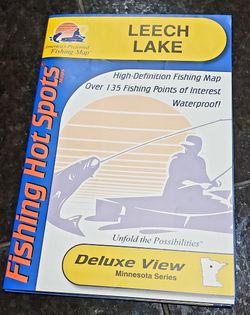 America's Preferred
Fishing Map
LEECH
LAKE
High-Definition Fishing Map
Over 135 Fishing Points of Interest
Waterproof!
Fishing Hot Spots
Unfold the Possibilities™
Deluxe View
Minnesota Series